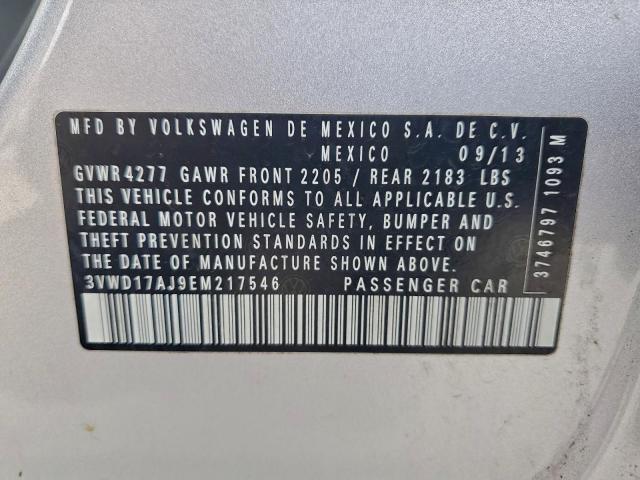 MFD BY VOLKSWAGEN DE MEXICO S.A. DE C.V.
MEXICO 09/13
GVWR 4277 GAWR FRONT 2205 / REAR 2183 LBS
THIS VEHICLE CONFORMS TO ALL APPLICABLE U.S.
FEDERAL MOTOR VEHICLE SAFETY, BUMPER AND
THEFT PREVENTION STANDARDS IN EFFECT ON
THE DATE OF MANUFACTURE SHOWN ABOVE.
3VWD17AJ9EM217546 PASSENGER CAR
3746797 1093 M